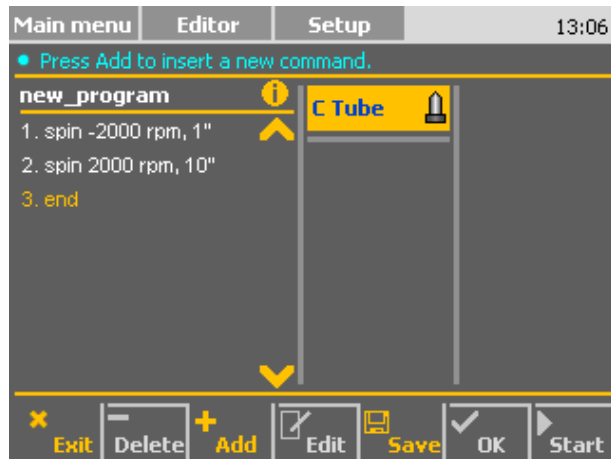 Main menu Editor Setup 13:06
Press Add to insert a new command.
new_program
C Tube
1. spin -2000 rpm, 1"
2. spin 2000 rpm, 10"
3. end
Exit Delete Add Edit Save OK Start